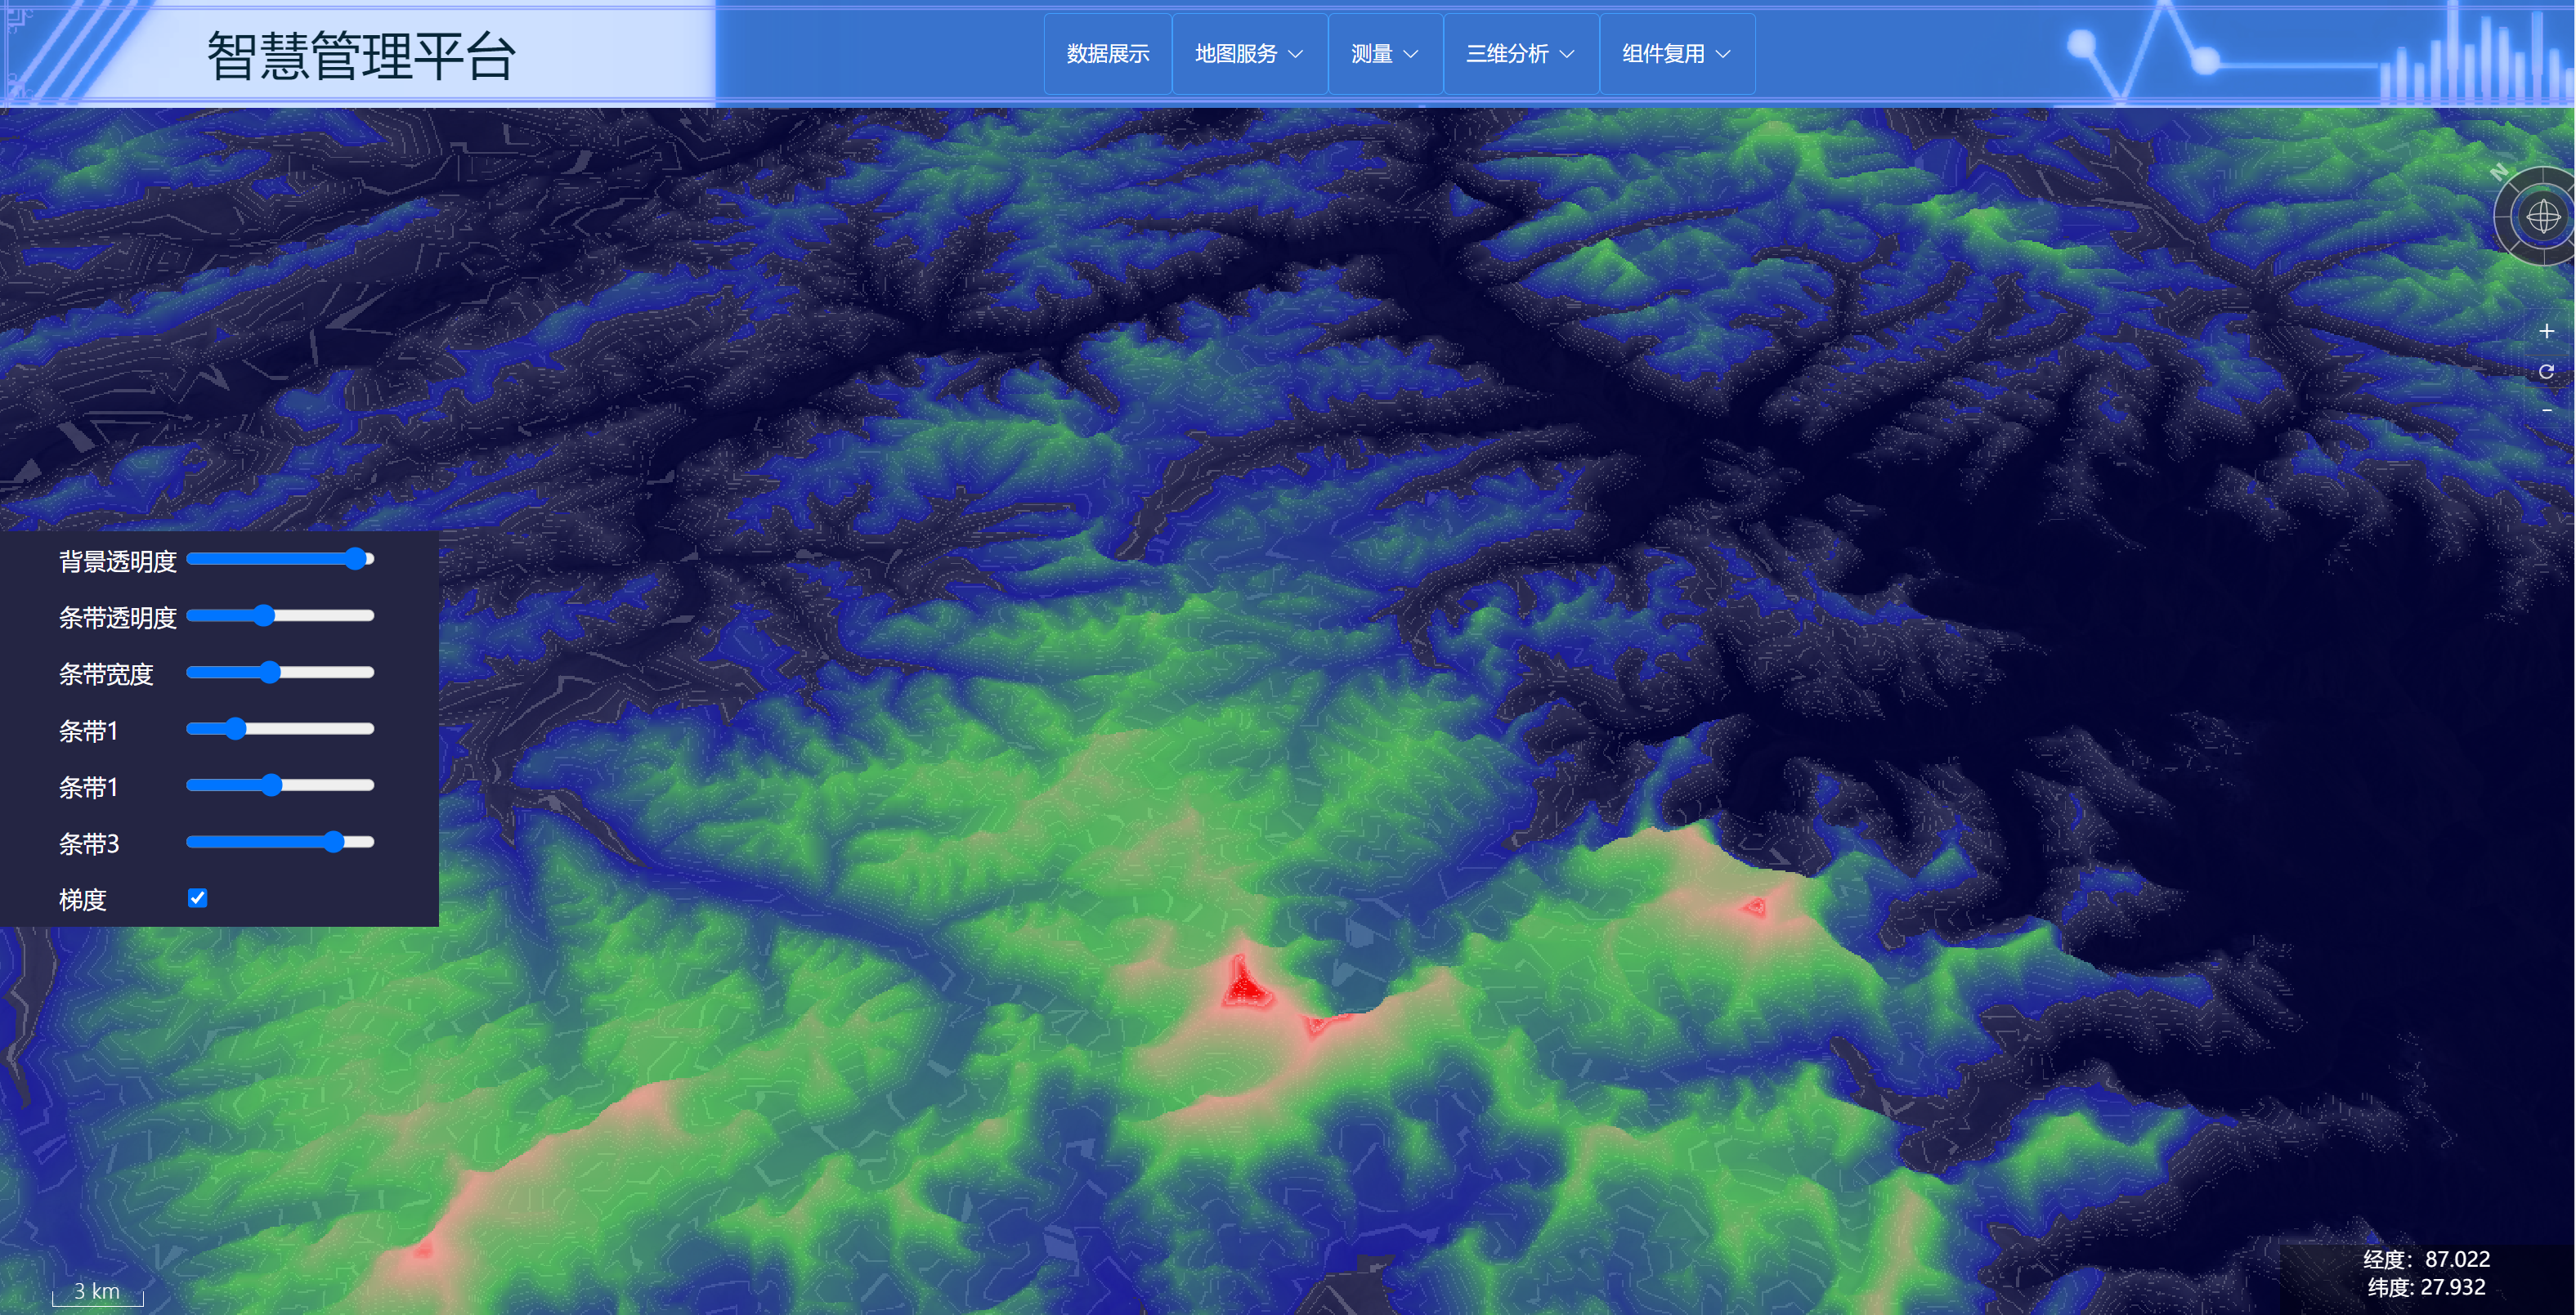 智慧管理平台
数据展示 地图服务 测量 三维分析 组件复用
N
背景透明度
条带透明度
条带宽度
条带1
条带1
条带3
梯度
3 km
经度：87.022
纬度: 27.932